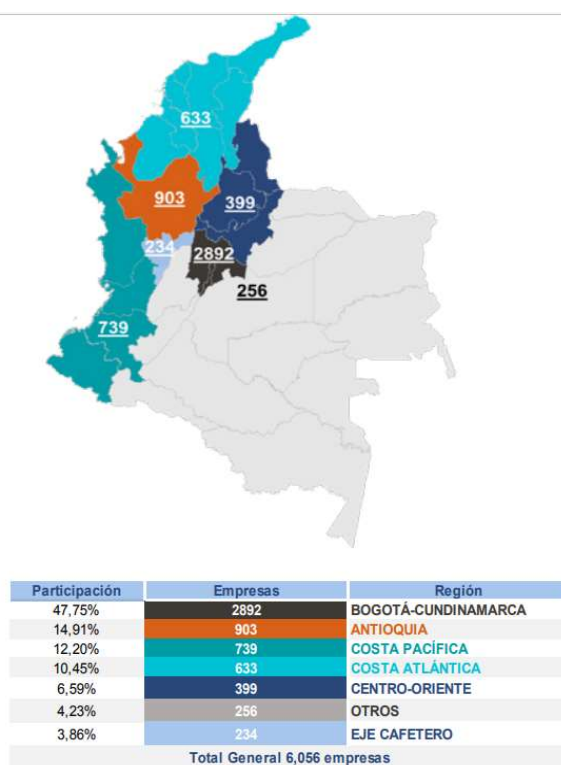 633
903
399
234
2892
256
739
Participación Empresas Región
47,75% 2892 BOGOTÁ-CUNDINAMARCA
14,91% 903 ANTIOQUIA
12,20% 739 COSTA PACÍFICA
10,45% 633 COSTA ATLÁNTICA
6,59% 399 CENTRO-ORIENTE
4,23% 256 OTROS
3,86% 234 EJE CAFETERO
Total General 6,056 empresas